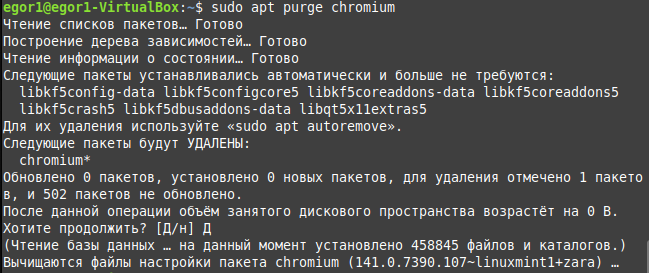 egor1@egor1-VirtualBox:~$ sudo apt purge chromium
Чтение списков пакетов… Готово
Построение дерева зависимостей… Готово
Чтение информации о состоянии… Готово
Следующие пакеты устанавливались автоматически и больше не требуются:
  libkf5config-data libkf5configcore5 libkf5coreaddons-data libkf5coreaddons5
  libkf5crash5 libkf5dbusaddons-data libqt5x11extras5
Для их удаления используйте «sudo apt autoremove».
Следующие пакеты будут УДАЛЕНЫ:
  chromium*
Обновлено 0 пакетов, установлено 0 новых пакетов, для удаления отмечено 1 пакето
в, и 502 пакетов не обновлено.
После данной операции объём занятого дискового пространства возрастёт на 0 B.
Хотите продолжить? [Д/н] Д
(Чтение базы данных … на данный момент установлено 458845 файлов и каталогов.)
Вычищаются файлы настройки пакета chromium (141.0.7390.107~linuxmint1+zara) …